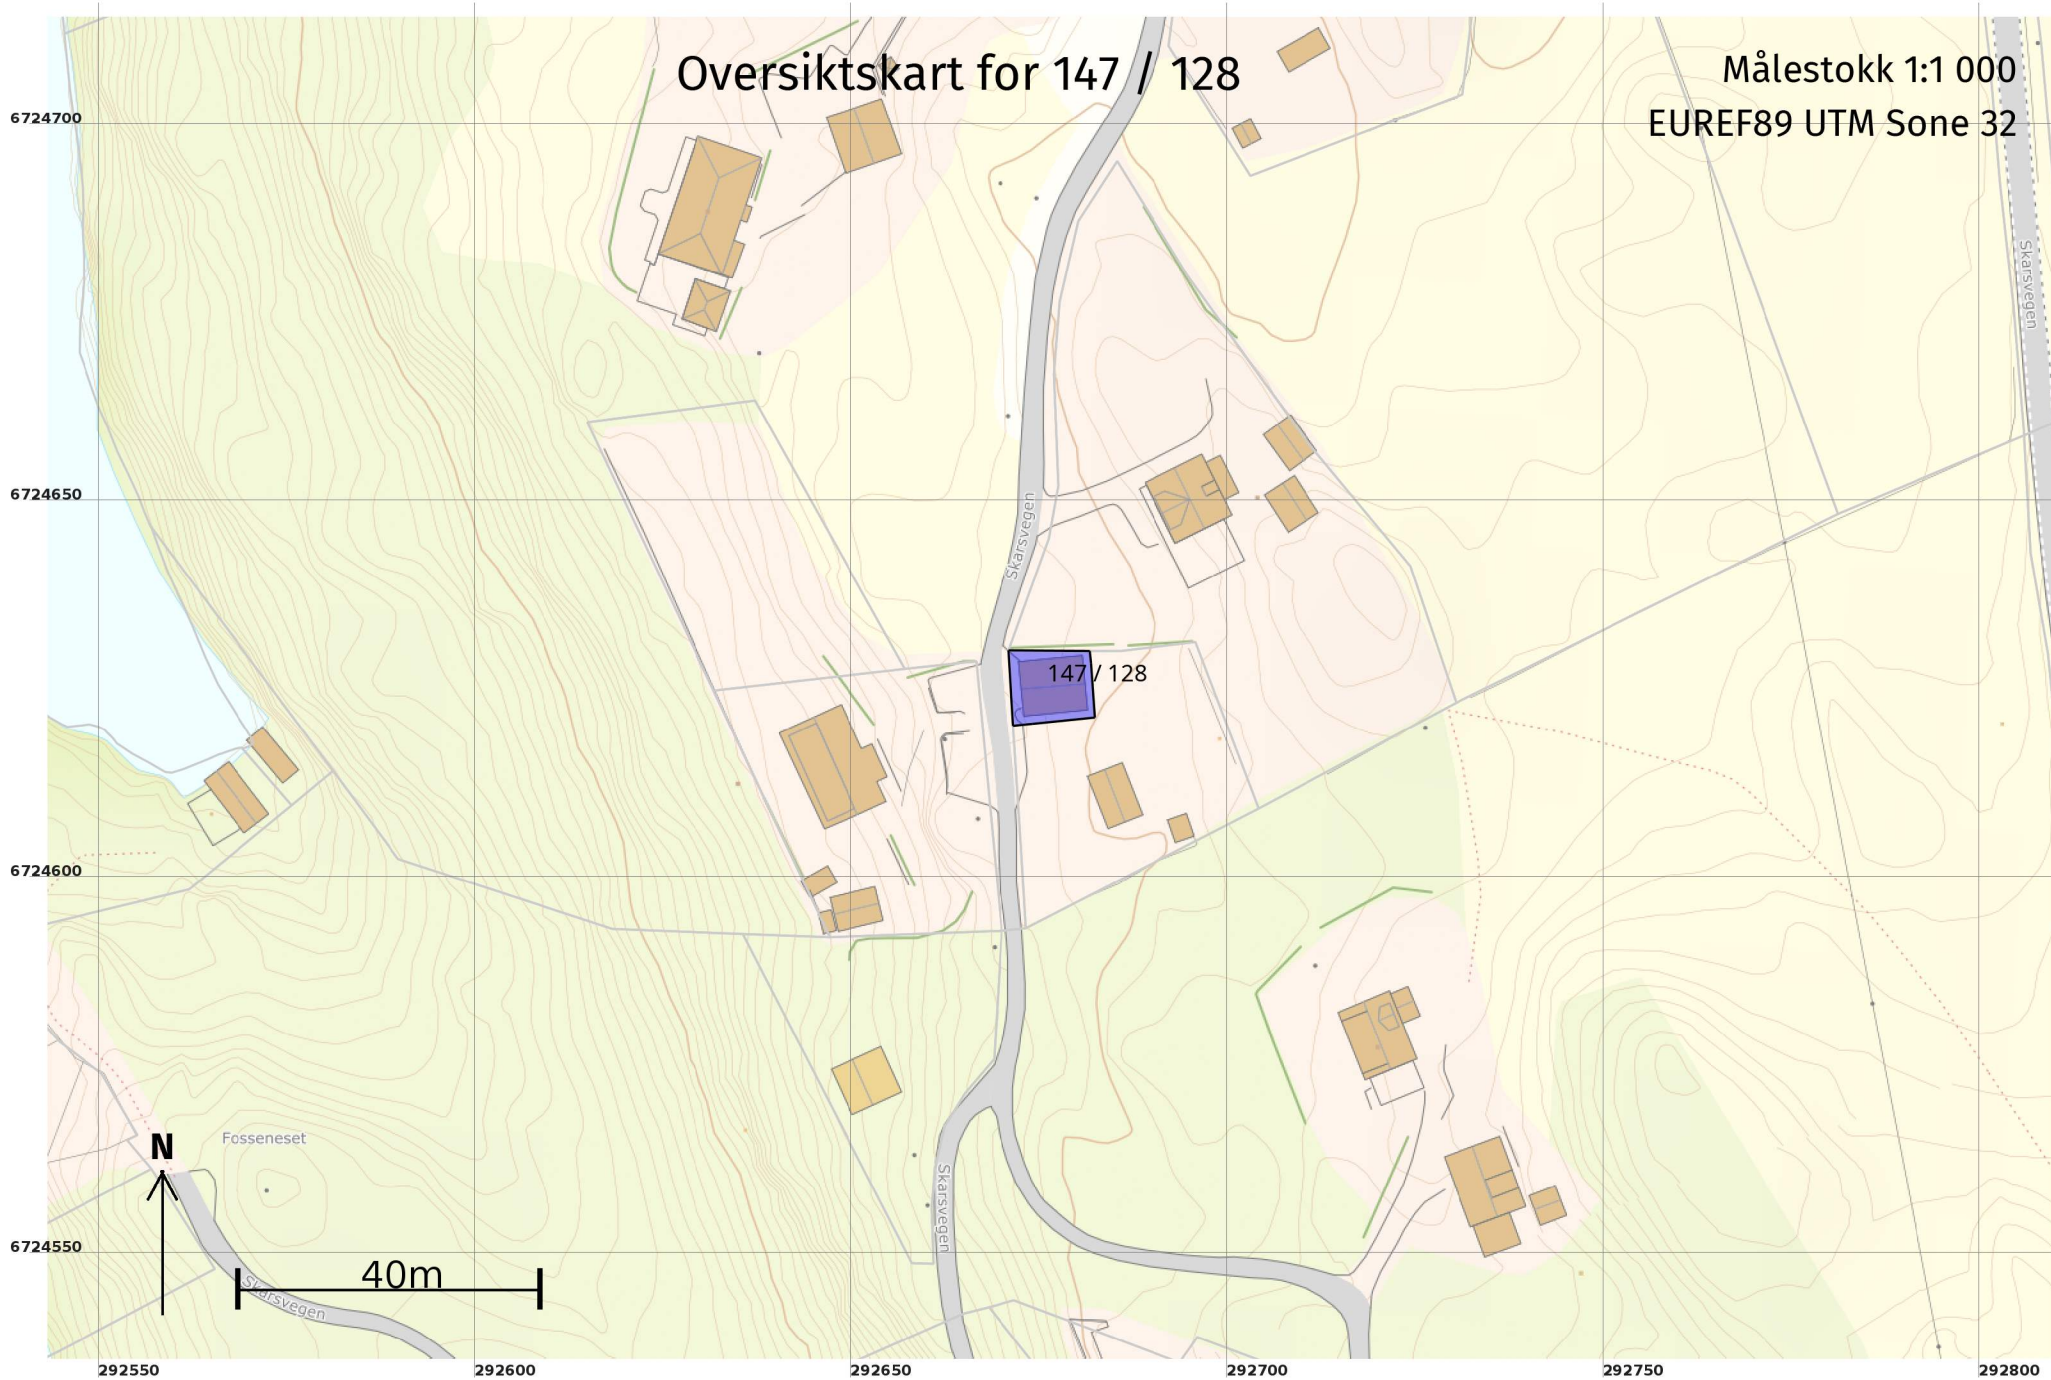 Oversiktskart for 147 / 128
Målestokk 1:1 000
EUREF89 UTM Sone 32
6724700
Skarsvegen
6724650
Skarsvegen
147 / 128
6724600
Fosseneset
N
Skarsvegen
6724550
40m
Skarsvegen
292550
292600
292650
292700
292750
292800